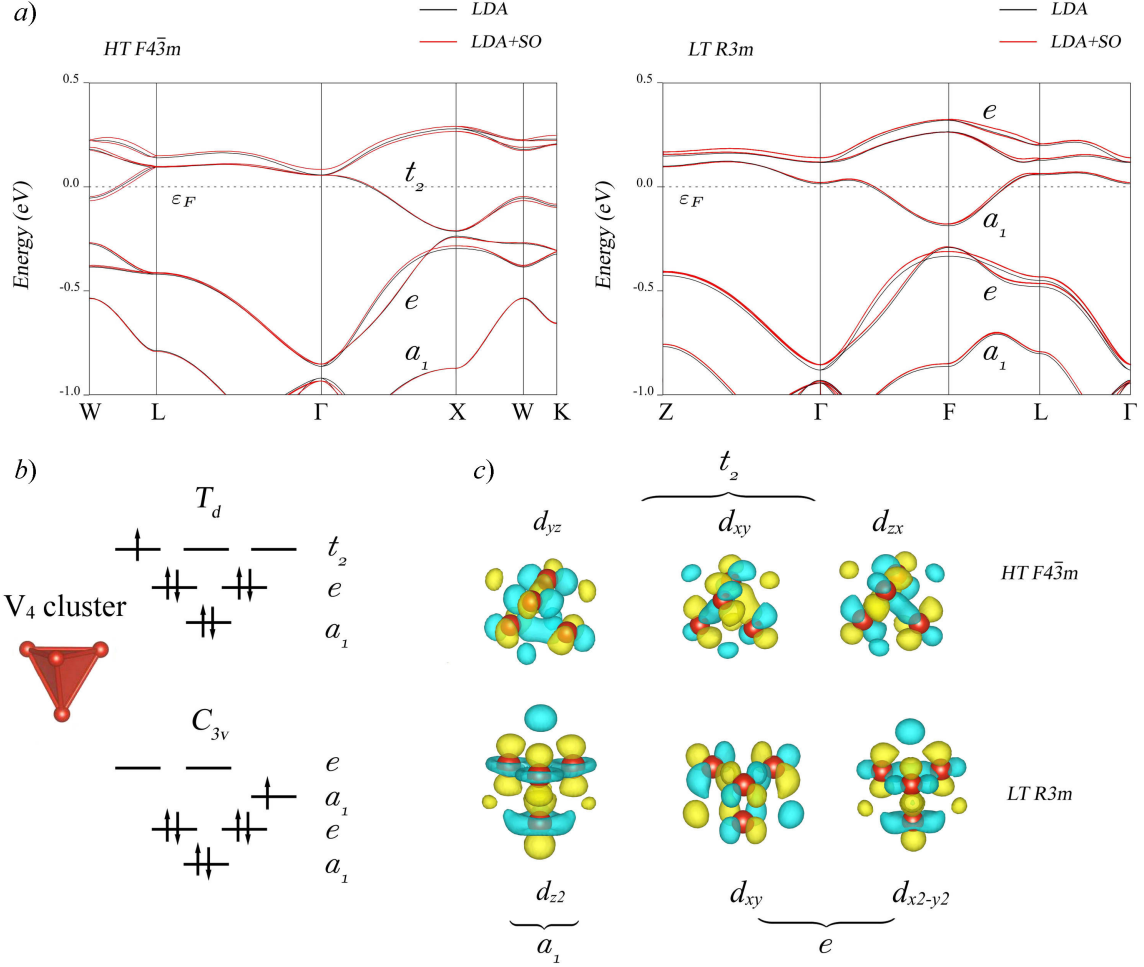 a)
LDA
LDA+SO
HT F4̅3m
0.5
0.0
-0.5
-1.0
Energy (eV)
εF
t2
e
a1
W L Γ X W K
LDA
LDA+SO
LT R3m
0.5
0.0
-0.5
-1.0
Energy (eV)
εF
e
a1
e
a1
Z Γ F L Γ
b)
Td
t2
e
a1
V4 cluster
C3v
e
a1
e
a1
c)
t2
dyz dxy dzx
HT F4̅3m
LT R3m
dz2 dxy dx2-y2
a1 e